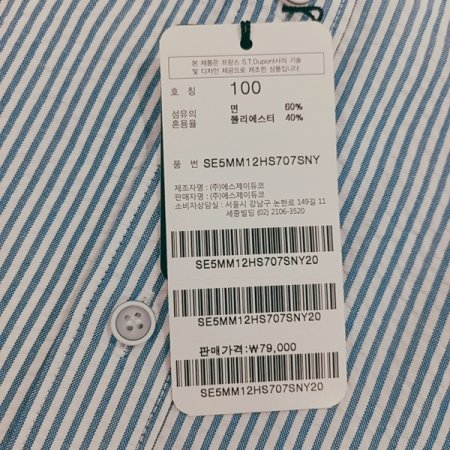 본 제품은 프랑스 S.T.Dupont사의 기술
및 디자인 제공으로 제조한 상품입니다.
호 칭 100
섬유의 면 60%
혼용율 폴리에스터 40%
품 번 SE5MM12HS707SNY
제조자명 : (주)에스제이듀코
판매자명 : (주)에스제이듀코
소비자상담실 : 서울시 강남구 논현로 149길 11
세종빌딩 (02) 2106-3520
SE5MM12HS707SNY20
SE5MM12HS707SNY20
판매가격:₩79,000
SE5MM12HS707SNY20